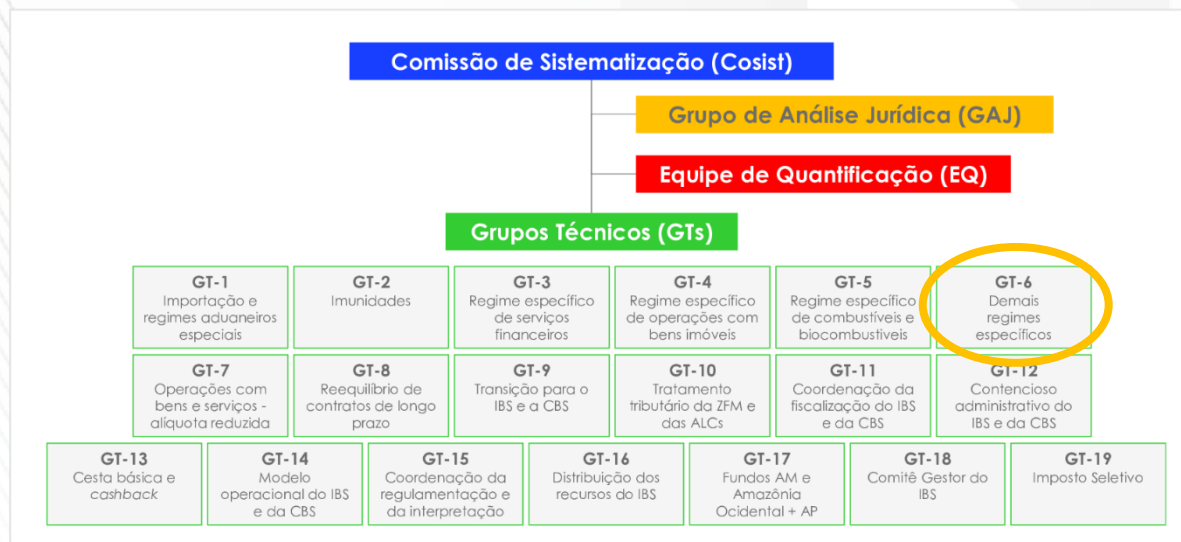 Comissão de Sistematização (Cosist)
Grupo de Análise Jurídica (GAJ)
Equipe de Quantificação (EQ)
Grupos Técnicos (GTs)
GT-1
Importação e
regimes aduaneiros
especiais
GT-2
Imunidades
GT-3
Regime específico
de serviços
financeiros
GT-4
Regime específico
de operações com
bens imóveis
GT-5
Regime específico
de combustíveis e
biocombustiveis
GT-6
Demais
regimes
específicos
GT-7
Operações com
bens e serviços -
alíquota reduzida
GT-8
Reequilíbrio de
contratos de longo
prazo
GT-9
Transição para o
IBS e a CBS
GT-10
Tratamento
tributário da ZFM e
das ALCs
GT-11
Coordenação da
fiscalização do IBS
e da CBS
GT-12
Contencioso
administrativo do
IBS e da CBS
GT-13
Cesta básica e
cashback
GT-14
Modelo
operacional do IBS
e da CBS
GT-15
Coordenação da
regulamentação e
da interpretação
GT-16
Distribuição dos
recursos do IBS
GT-17
Fundos AM e
Amazônia
Ocidental + AP
GT-18
Comitê Gestor do
IBS
GT-19
Imposto Seletivo